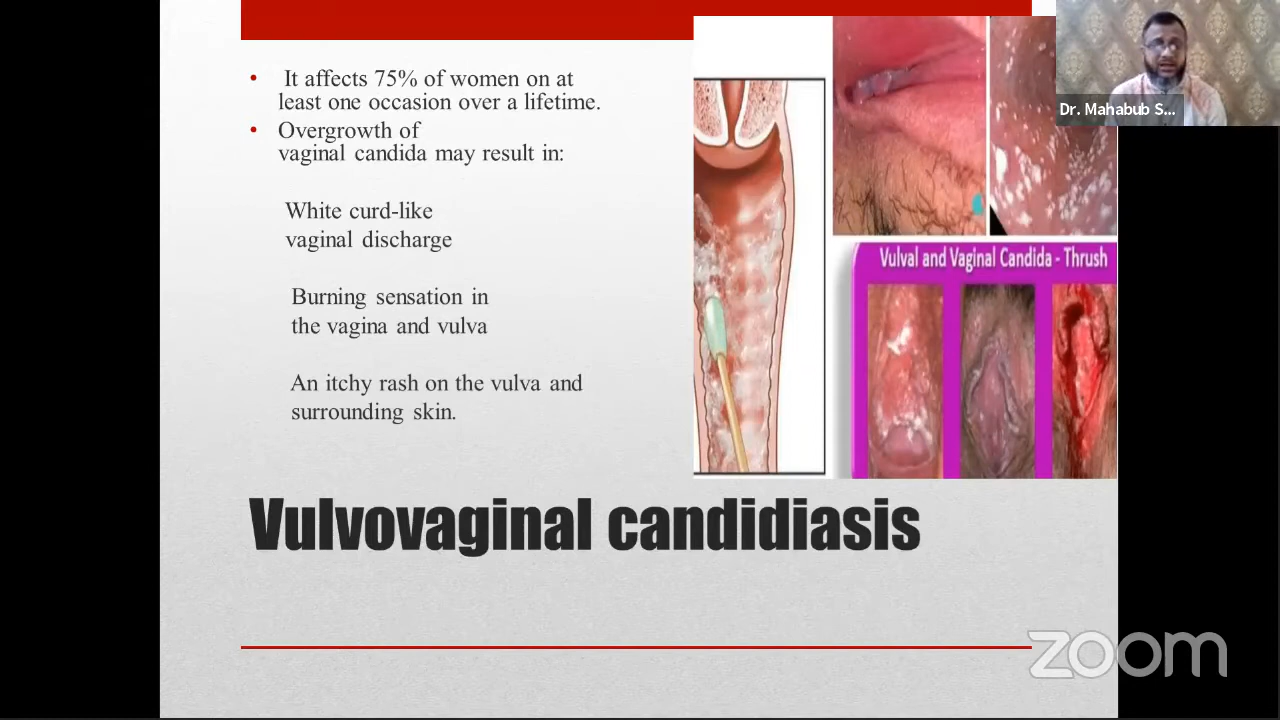 • It affects 75% of women on at
least one occasion over a lifetime.
• Overgrowth of
vaginal candida may result in:
White curd-like
vaginal discharge
Burning sensation in
the vagina and vulva
An itchy rash on the vulva and
surrounding skin.
Vulval and Vaginal Candida - Thrush
Dr. Mahabub S...
Vulvovaginal candidiasis
zoom